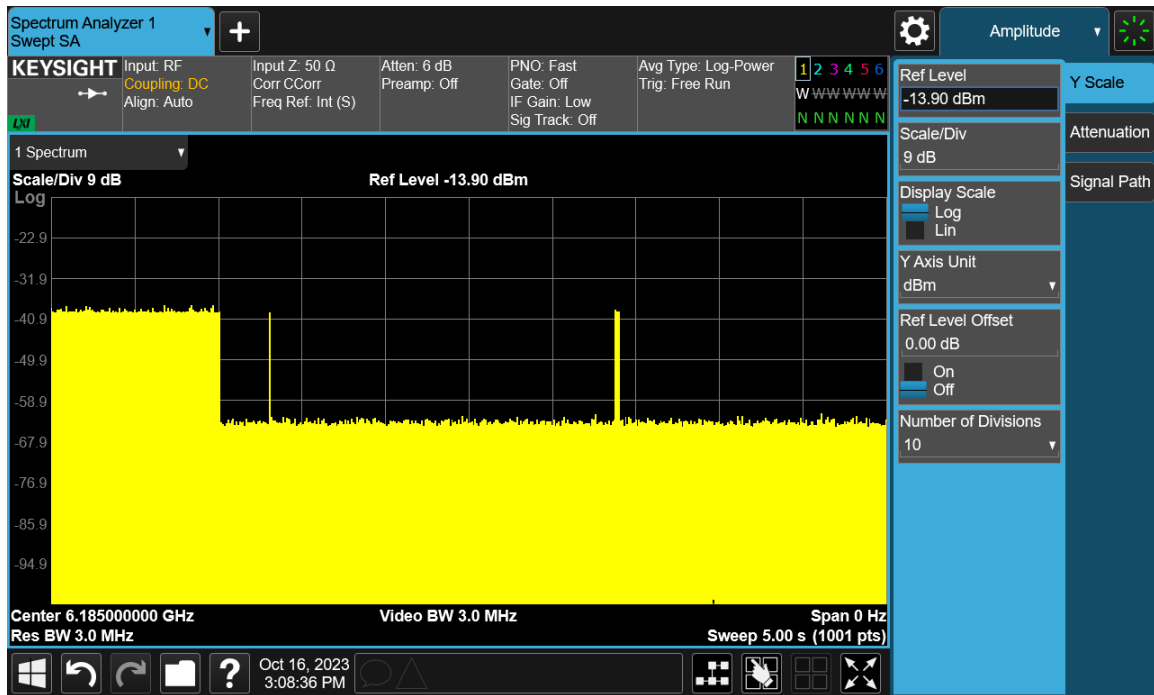 Spectrum Analyzer 1
Swept SA
+
Amplitude
KEYSIGHT
LXI
Input: RF
Coupling: DC
Align: Auto
Input Z: 50 Ω
Corr CCorr
Freq Ref: Int (S)
Atten: 6 dB
Preamp: Off
PNO: Fast
Gate: Off
IF Gain: Low
Sig Track: Off
Avg Type: Log-Power
Trig: Free Run
1 2 3 4 5 6
W W W W W W
N N N N N N
1 Spectrum
Scale/Div 9 dB
Ref Level -13.90 dBm
Log
-22.9
-31.9
-40.9
-49.9
-58.9
-67.9
-76.9
-85.9
-94.9
Center 6.185000000 GHz
Video BW 3.0 MHz
Span 0 Hz
Res BW 3.0 MHz
Sweep 5.00 s (1001 pts)
Ref Level
-13.90 dBm
Scale/Div
9 dB
Display Scale
Log
Lin
Y Axis Unit
dBm
Ref Level Offset
0.00 dB
On
Off
Number of Divisions
10
Y Scale
Attenuation
Signal Path
?
Oct 16, 2023
3:08:36 PM